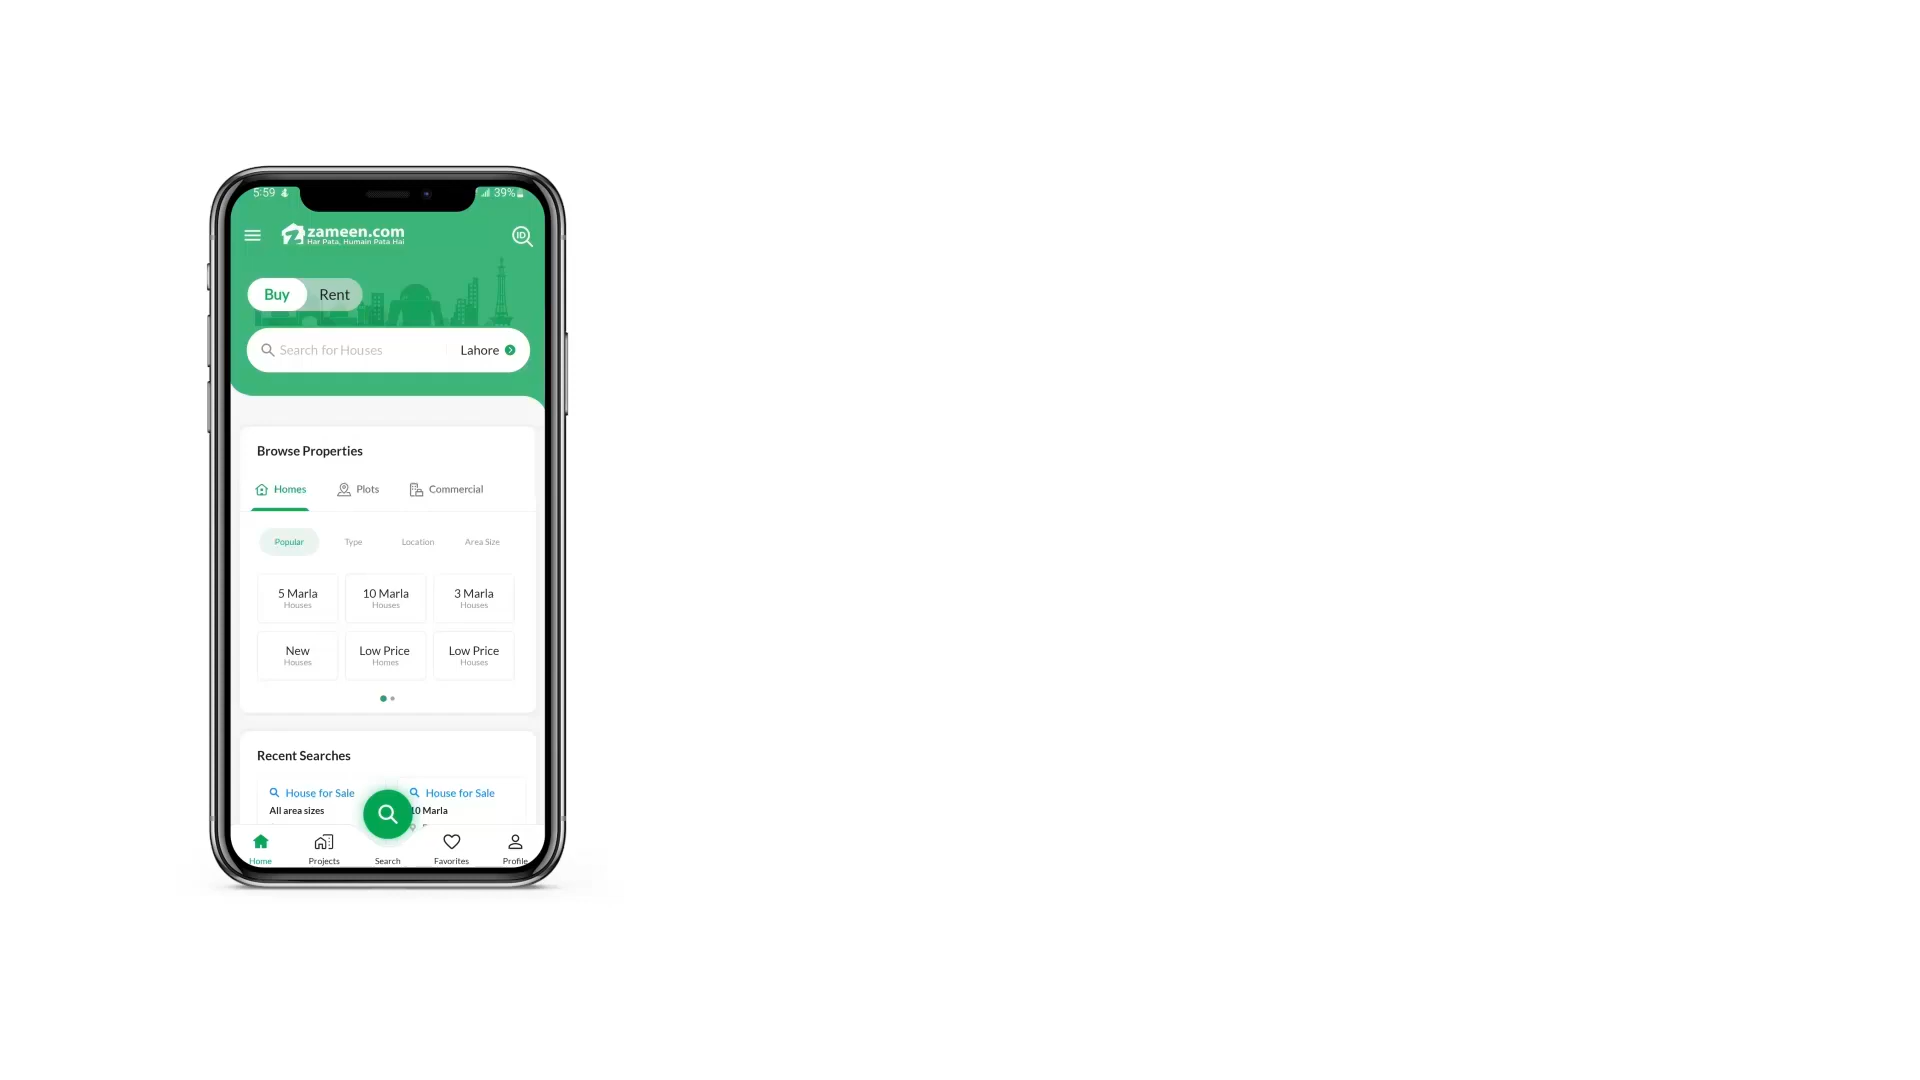 5:59
39%
zameen.com
Har Pata, Humain Pata Hai
ID
Buy Rent
Search for Houses Lahore
Browse Properties
Homes Plots Commercial
Popular Type Location Area Size
5 Marla 10 Marla 3 Marla
Houses Houses Houses
New Low Price Low Price
Houses Homes Houses
Recent Searches
House for Sale House for Sale
All area sizes 10 Marla
Home Projects Search Favorites Profile